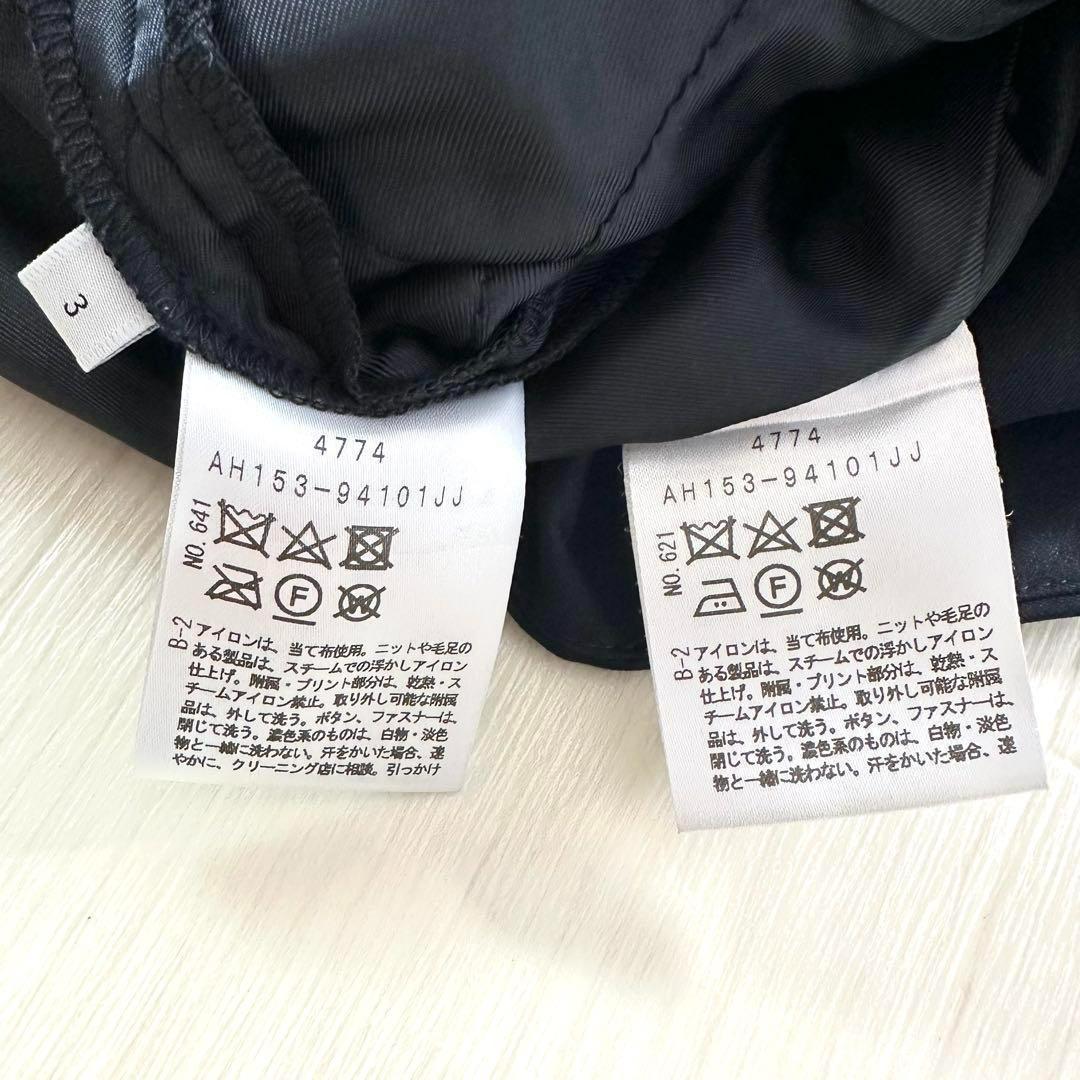 3
4774
AH153-94101JJ
NO. 641
F
W
B-2
アイロンは、当て布使用。ニットや毛足の
ある製品は、スチームでの浮かしアイロン
仕上げ。附属・プリント部分は、乾熱・ス
チームアイロン禁止。取り外し可能な附属
品は、外して洗う。ボタン、ファスナーは、
閉じて洗う。濃色系のものは、白物・淡色
物と一緒に洗わない。汗をかいた場合、速
やかに、クリーニング店に相談。引っかけ
4774
AH153-94101JJ
NO. 621
F
W
B-2
アイロンは、当て布使用。ニットや毛足の
ある製品は、スチームでの浮かしアイロン
仕上げ。附属・プリント部分は、乾熱・ス
チームアイロン禁止。取り外し可能な附属
品は、外して洗う。ボタン、ファスナーは、
閉じて洗う。濃色系のものは、白物・淡色
物と一緒に洗わない。汗をかいた場合、速